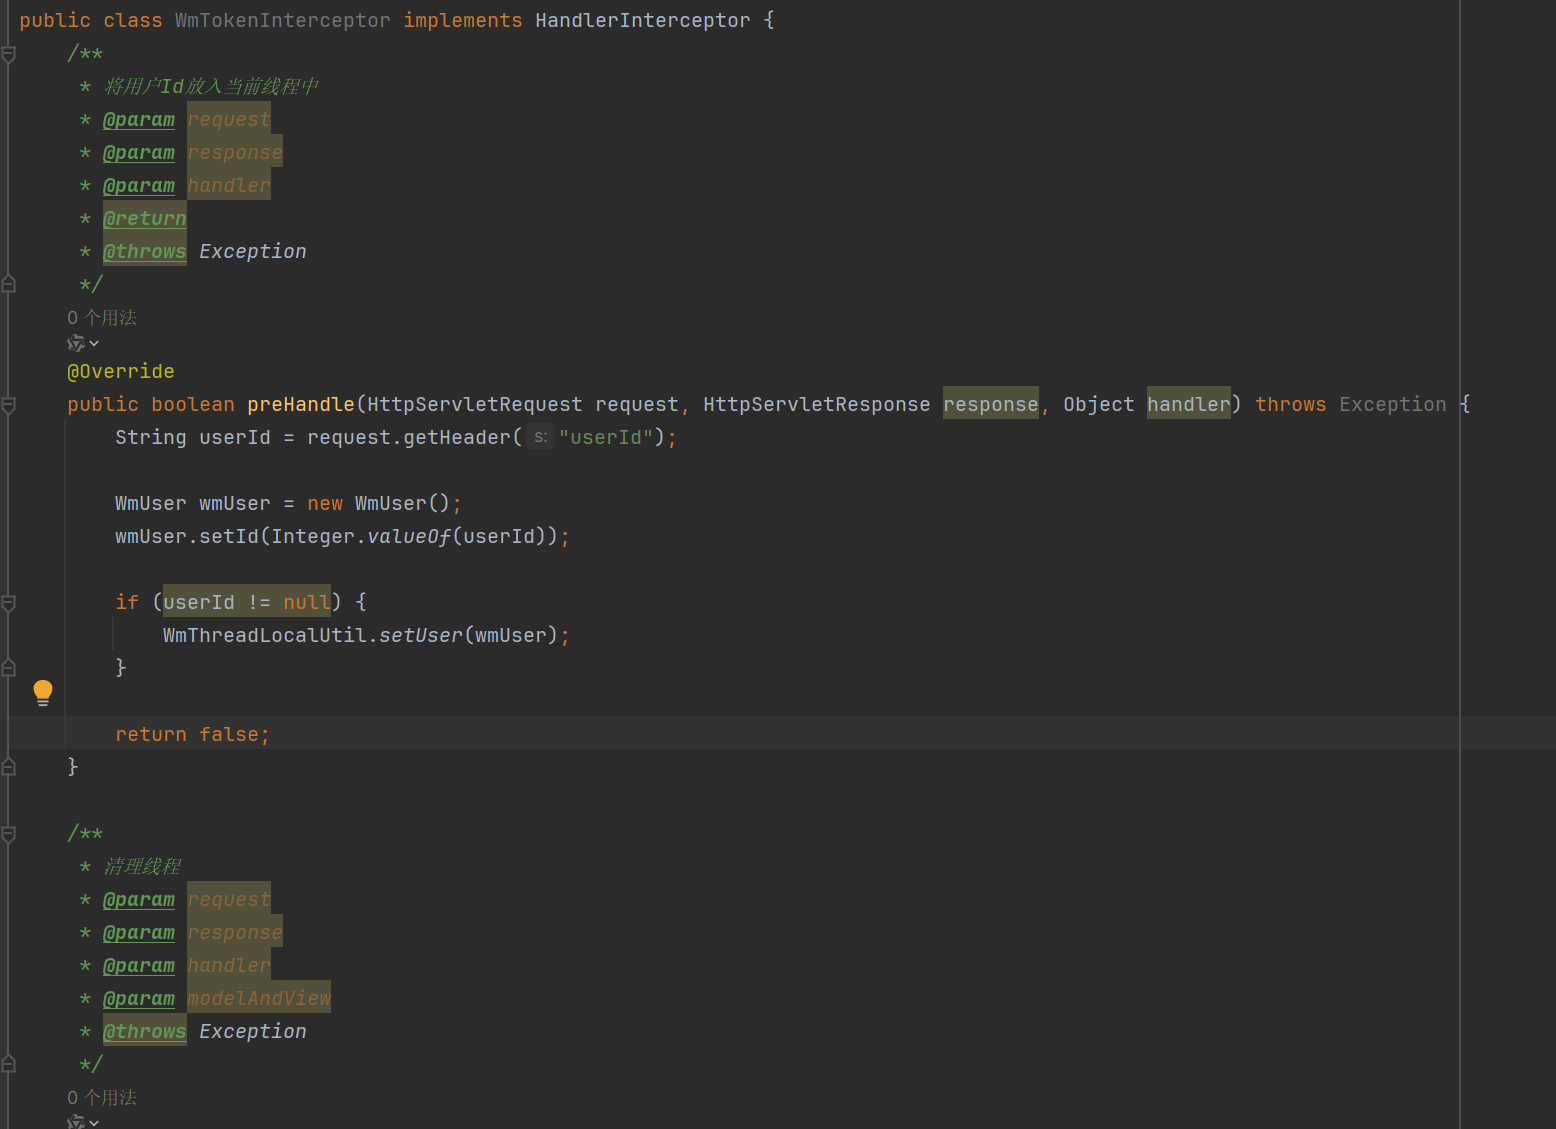 public class WmTokenInterceptor implements HandlerInterceptor {
/**
* 将用户Id放入当前线程中
* @param request
* @param response
* @param handler
* @return
* @throws Exception
*/
0 个用法
@Override
public boolean preHandle(HttpServletRequest request, HttpServletResponse response, Object handler) throws Exception {
String userId = request.getHeader( s: "userId");
WmUser wmUser = new WmUser();
wmUser.setId(Integer.valueOf(userId));
if (userId != null) {
WmThreadLocalUtil.setUser(wmUser);
}
return false;
}
/**
* 清理线程
* @param request
* @param response
* @param handler
* @param modelAndView
* @throws Exception
*/
0 个用法